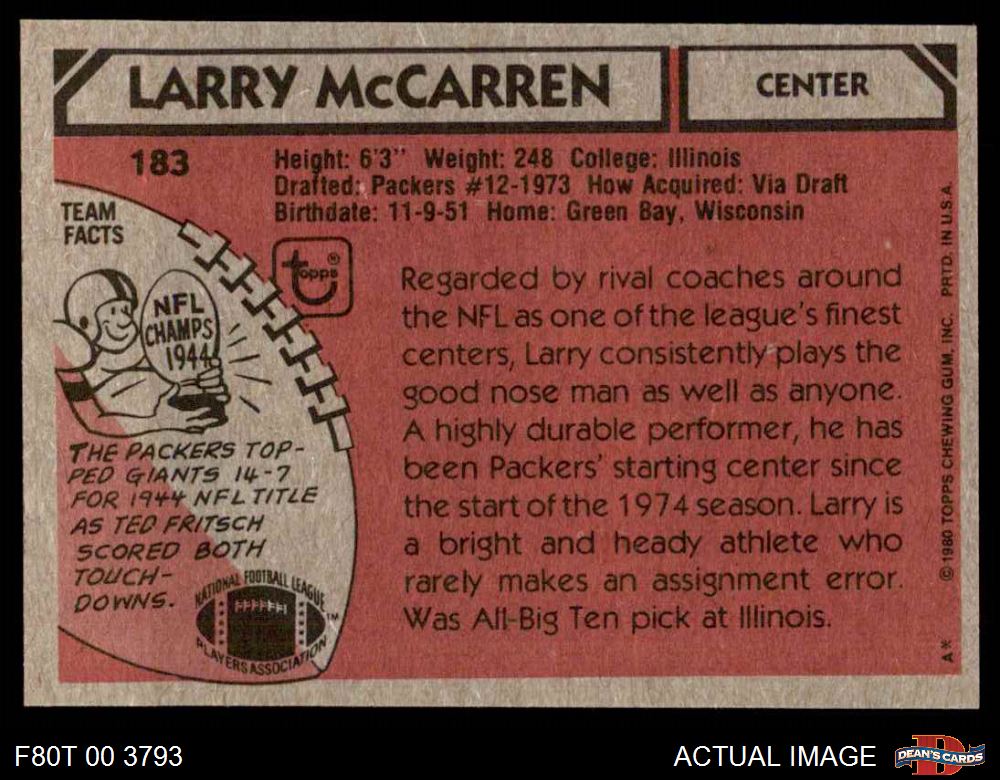 LARRY McCARREN
CENTER
183
Height: 6'3" Weight: 248 College: Illinois
Drafted: Packers #12-1973 How Acquired: Via Draft
Birthdate: 11-9-51 Home: Green Bay, Wisconsin
TEAM
FACTS
topps ®
NFL
CHAMPS
1944
THE PACKERS TOP-
PED GIANTS 14-7
FOR 1944 NFL TITLE
AS TED FRITSCH
SCORED BOTH
TOUCH-
DOWNS.
NATIONAL FOOTBALL LEAGUE
PLAYERS ASSOCIATION
TM
Regarded by rival coaches around
the NFL as one of the league's finest
centers, Larry consistently plays the
good nose man as well as anyone.
A highly durable performer, he has
been Packers' starting center since
the start of the 1974 season. Larry is
a bright and heady athlete who
rarely makes an assignment error.
Was All-Big Ten pick at Illinois.
A* © 1980 TOPPS CHEWING GUM, INC. PRTD. IN U.S.A.
F80T 00 3793
ACTUAL IMAGE
D
DEAN'S CARDS